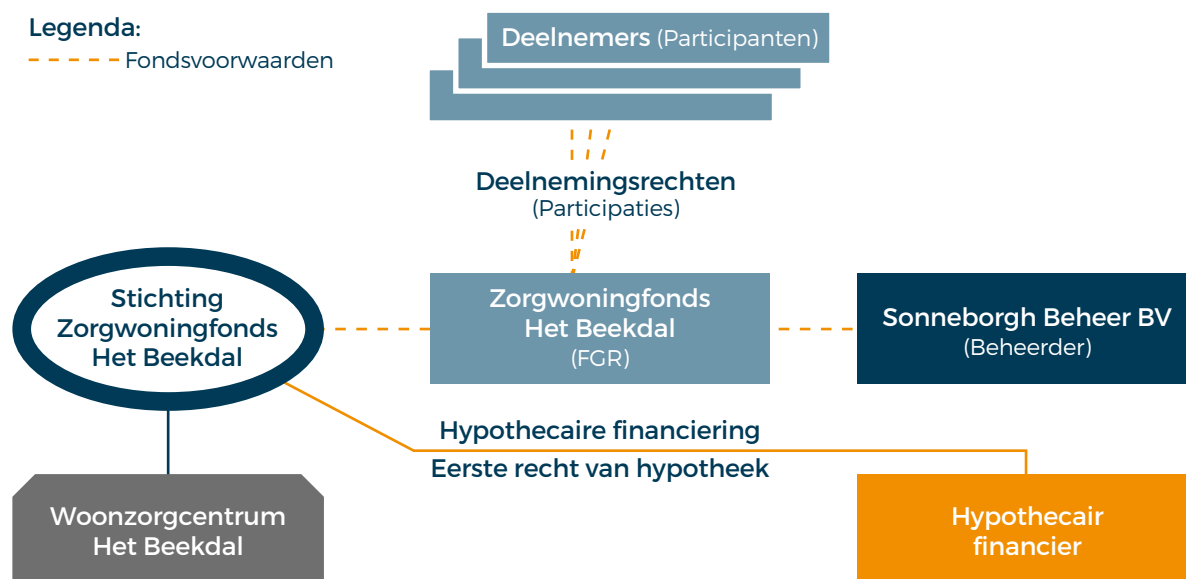 Legenda:
Fondsvoorwaarden
Deelnemers (Participanten)
Deelnemingsrechten
(Participaties)
Stichting
Zorgwoningfonds
Het Beekdal
Zorgwoningfonds
Het Beekdal
(FGR)
Sonneborgh Beheer BV
(Beheerder)
Hypothecaire financiering
Eerste recht van hypotheek
Woonzorgcentrum
Het Beekdal
Hypothecair
financier